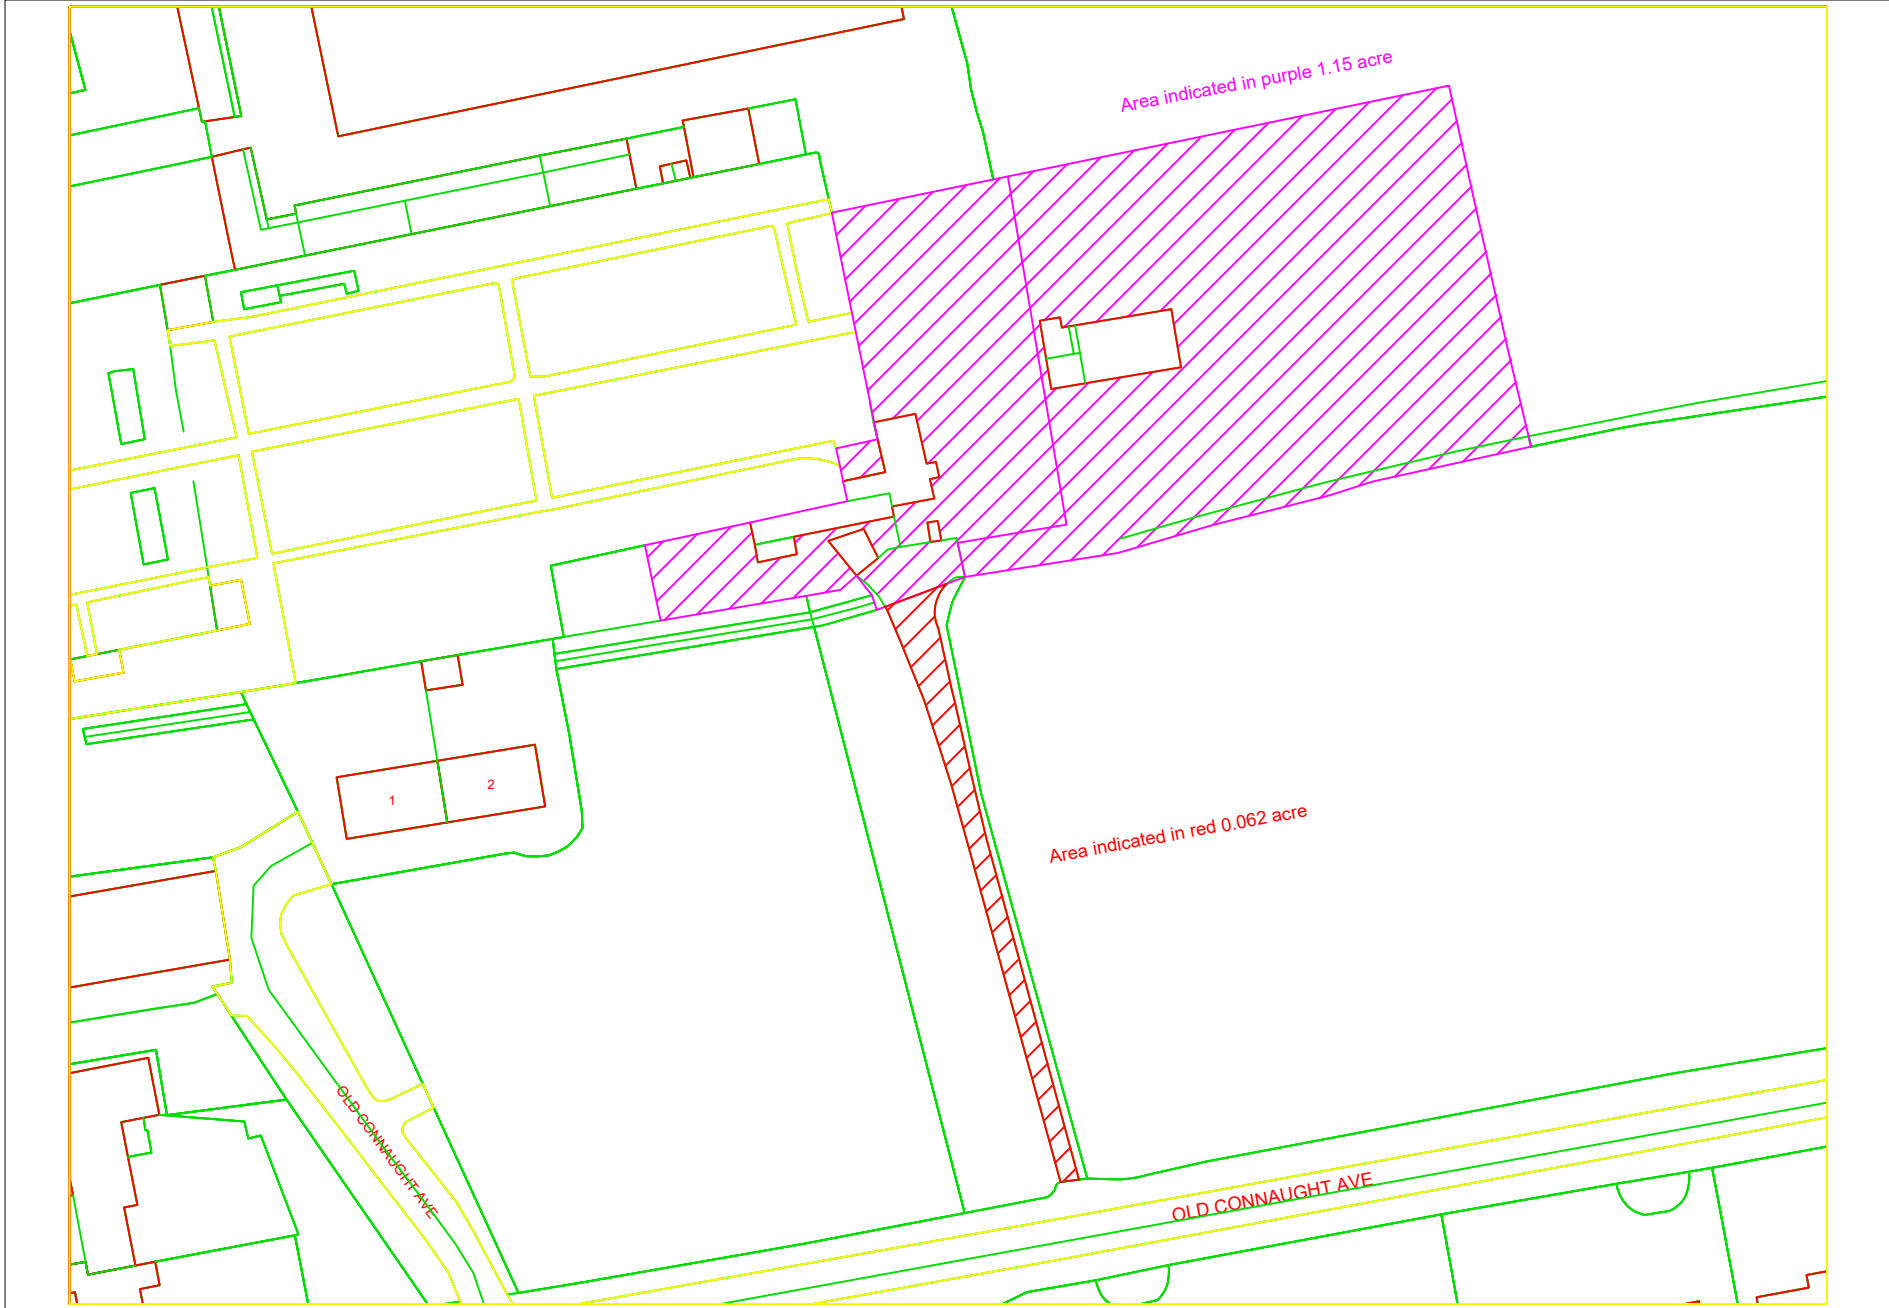 Area indicated in purple 1.15 acre
1
2
Area indicated in red 0.062 acre
OLD CONNAUGHT AVE
OLD CONNAUGHT AVE